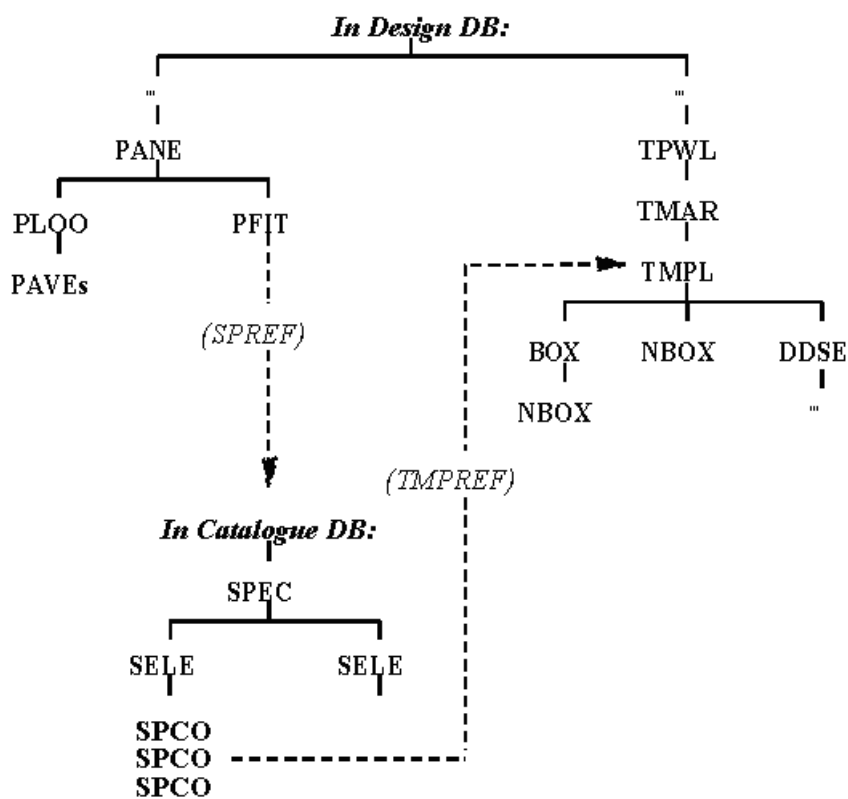 In Design DB:
''' '''
PANE TPWL
PLOO PFIT TMAR
PAVEs TMPL
(SPREF) BOX NBOX DDSE
NBOX '''
(TMPREF)
In Catalogue DB:
SPEC
SELE SELE
SPCO
SPCO
SPCO